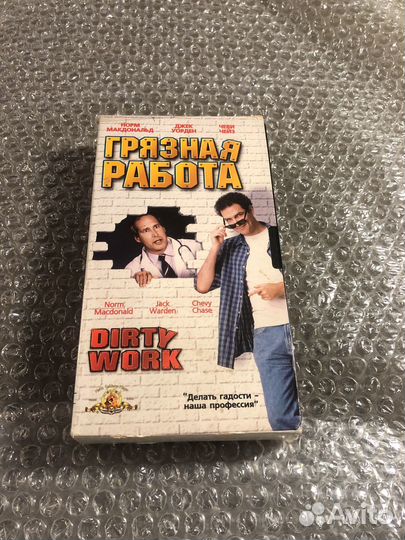 НОРМ ДЖЕК ЧЕВИ
МАКДОНАЛЬД УОРДЕН ЧЕЙЗ
ГРЯЗНАЯ
РАБОТА
Norm Jack Chevy
Macdonald Warden Chase
DIRTY
WORK
"Делать гадости –
наша профессия"
Avito